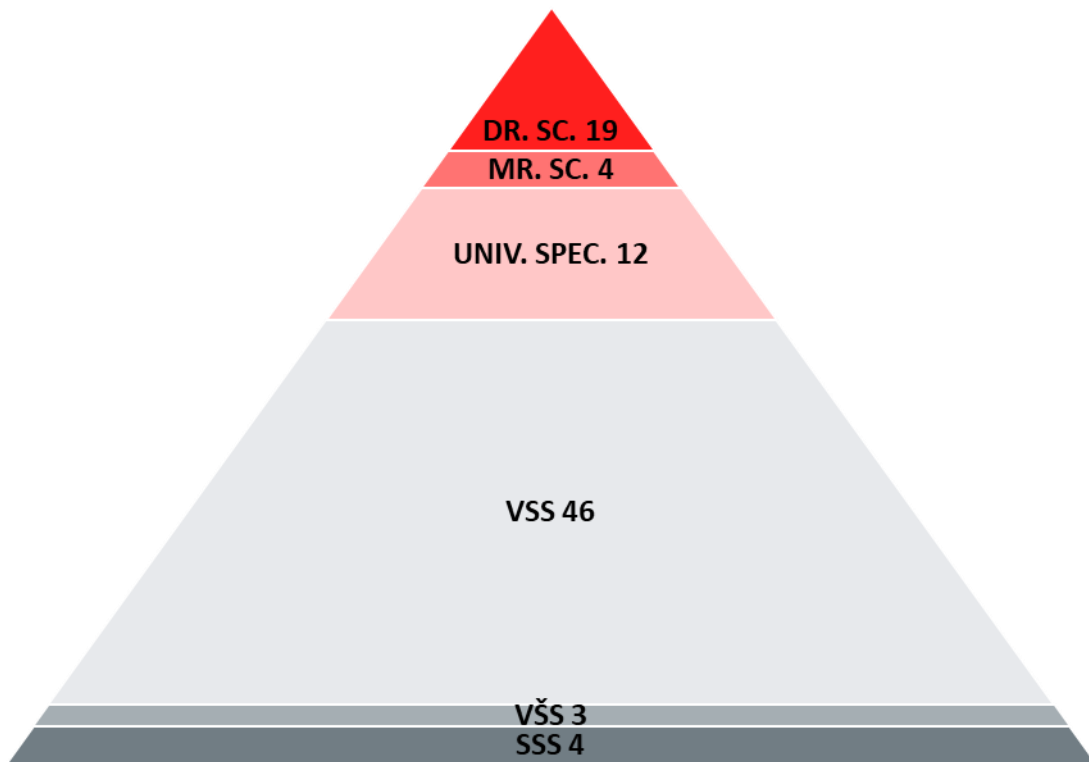 DR. SC. 19
MR. SC. 4
UNIV. SPEC. 12
VSS 46
VŠS 3
SSS 4